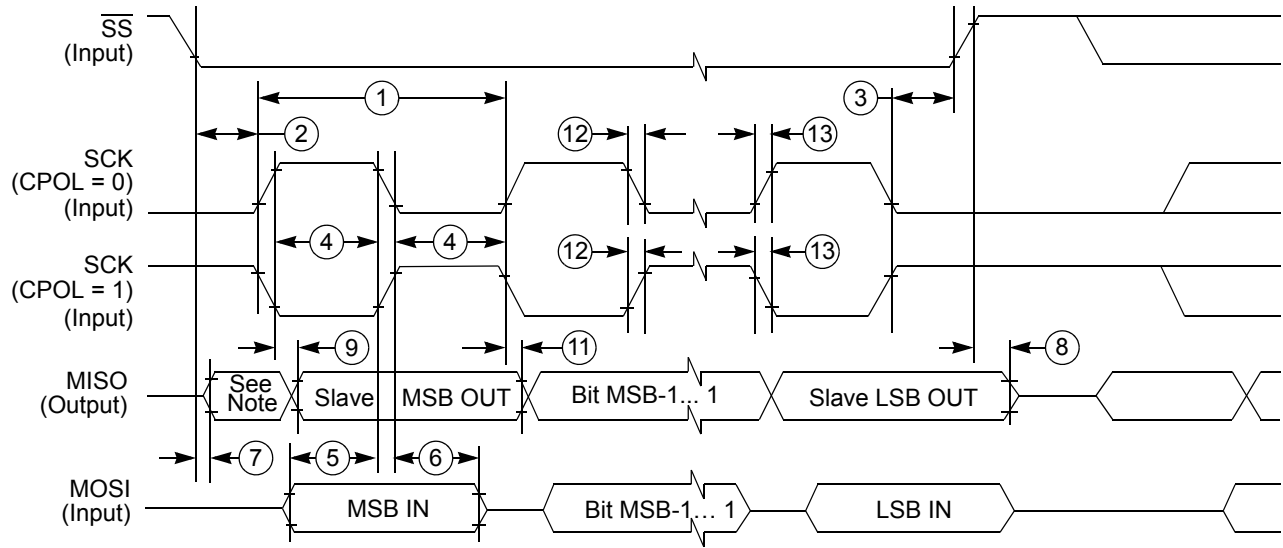 SS
(Input)
1
3
2
12
13
SCK
(CPOL = 0)
(Input)
4
4
12
13
SCK
(CPOL = 1)
(Input)
9
11
8
MISO
(Output)
See
Note
Slave
MSB OUT
Bit MSB-1... 1
Slave LSB OUT
7
5
6
MOSI
(Input)
MSB IN
Bit MSB-1... 1
LSB IN